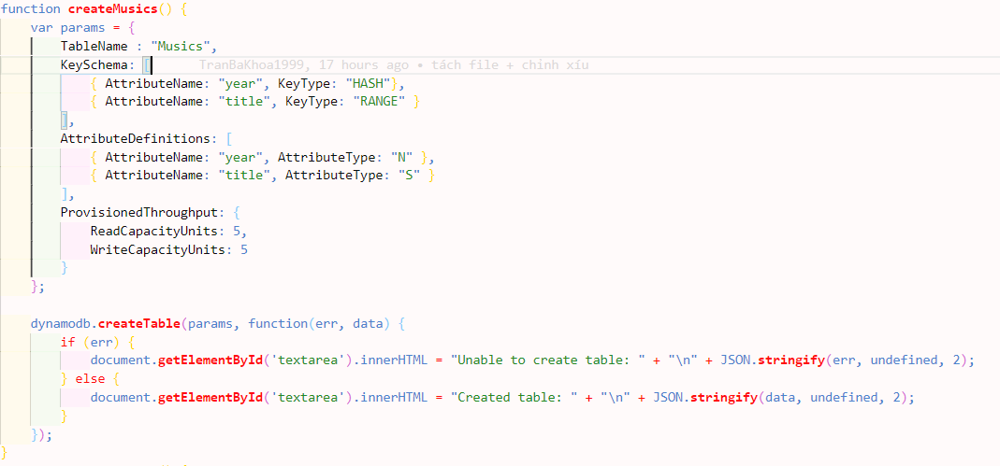 function createMusics() {
var params = {
TableName : "Musics",
KeySchema: [ TranBaKhoa1999, 17 hours ago • tách file + chỉnh xíu
{ AttributeName: "year", KeyType: "HASH"},
{ AttributeName: "title", KeyType: "RANGE" }
],
AttributeDefinitions: [
{ AttributeName: "year", AttributeType: "N" },
{ AttributeName: "title", AttributeType: "S" }
],
ProvisionedThroughput: {
ReadCapacityUnits: 5,
WriteCapacityUnits: 5
}
};
dynamodb.createTable(params, function(err, data) {
if (err) {
document.getElementById('textarea').innerHTML = "Unable to create table: " + "\n" + JSON.stringify(err, undefined, 2);
} else {
document.getElementById('textarea').innerHTML = "Created table: " + "\n" + JSON.stringify(data, undefined, 2);
}
});
}